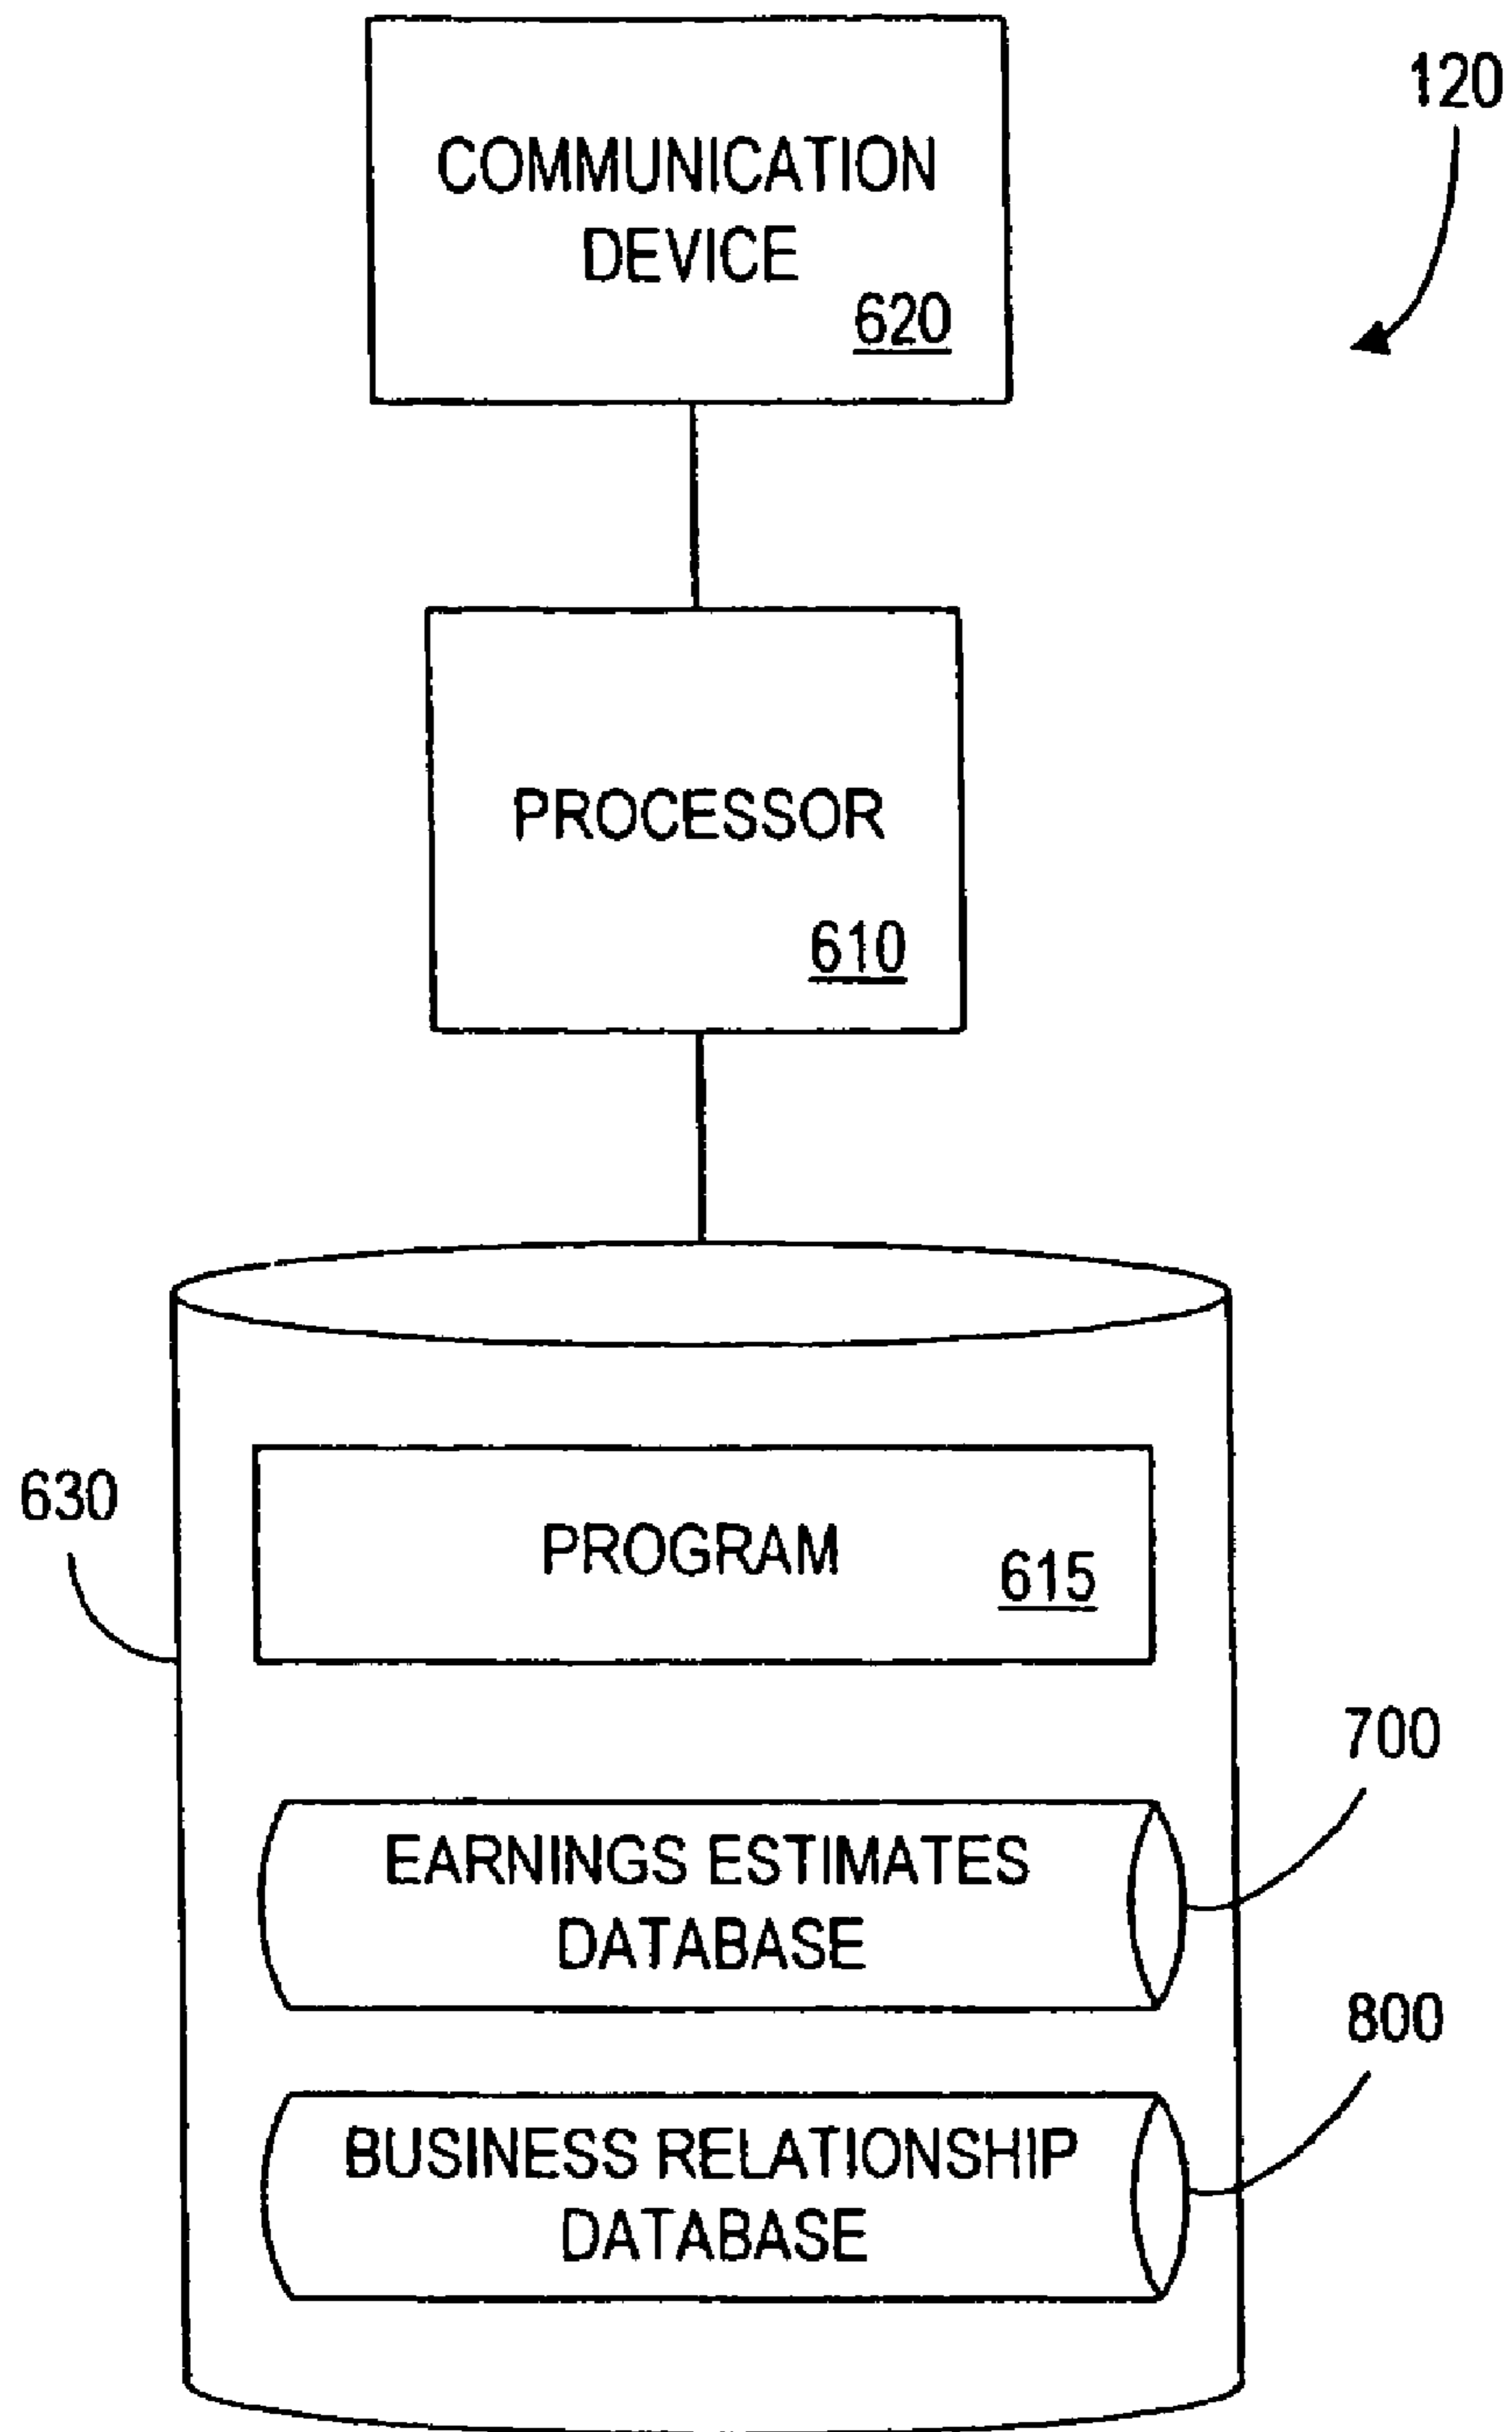 120
COMMUNICATION
DEVICE
620
PROCESSOR
610
630
PROGRAM
615
700
EARNINGS ESTIMATES
DATABASE
800
BUSINESS RELATIONSHIP
DATABASE